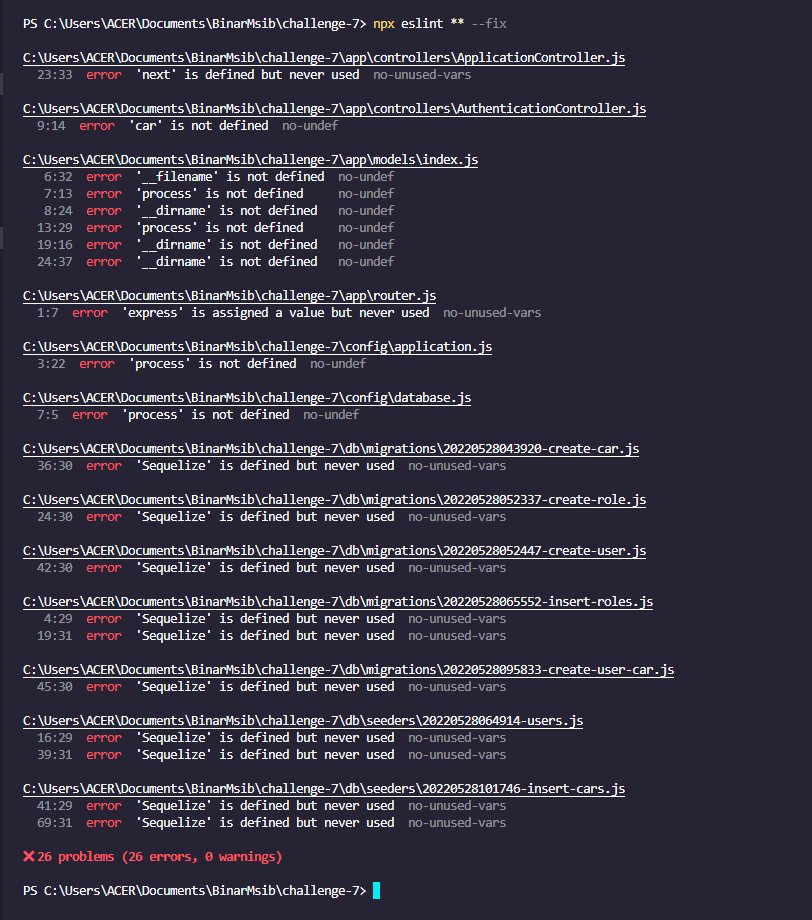 PS C:\Users\ACER\Documents\BinarMsib\challenge-7> npx eslint ** --fix
C:\Users\ACER\Documents\BinarMsib\challenge-7\app\controllers\ApplicationController.js
23:33 error 'next' is defined but never used no-unused-vars
C:\Users\ACER\Documents\BinarMsib\challenge-7\app\controllers\AuthenticationController.js
9:14 error 'car' is not defined no-undef
C:\Users\ACER\Documents\BinarMsib\challenge-7\app\models\index.js
6:32 error '__filename' is not defined no-undef
7:13 error 'process' is not defined no-undef
8:24 error '__dirname' is not defined no-undef
13:29 error 'process' is not defined no-undef
19:16 error '__dirname' is not defined no-undef
24:37 error '__dirname' is not defined no-undef
C:\Users\ACER\Documents\BinarMsib\challenge-7\app\router.js
1:7 error 'express' is assigned a value but never used no-unused-vars
C:\Users\ACER\Documents\BinarMsib\challenge-7\config\application.js
3:22 error 'process' is not defined no-undef
C:\Users\ACER\Documents\BinarMsib\challenge-7\config\database.js
7:5 error 'process' is not defined no-undef
C:\Users\ACER\Documents\BinarMsib\challenge-7\db\migrations\20220528043920-create-car.js
36:30 error 'Sequelize' is defined but never used no-unused-vars
C:\Users\ACER\Documents\BinarMsib\challenge-7\db\migrations\20220528052337-create-role.js
24:30 error 'Sequelize' is defined but never used no-unused-vars
C:\Users\ACER\Documents\BinarMsib\challenge-7\db\migrations\20220528052447-create-user.js
42:30 error 'Sequelize' is defined but never used no-unused-vars
C:\Users\ACER\Documents\BinarMsib\challenge-7\db\migrations\20220528065552-insert-roles.js
4:29 error 'Sequelize' is defined but never used no-unused-vars
19:31 error 'Sequelize' is defined but never used no-unused-vars
C:\Users\ACER\Documents\BinarMsib\challenge-7\db\migrations\20220528095833-create-user-car.js
45:30 error 'Sequelize' is defined but never used no-unused-vars
C:\Users\ACER\Documents\BinarMsib\challenge-7\db\seeders\20220528064914-users.js
16:29 error 'Sequelize' is defined but never used no-unused-vars
39:31 error 'Sequelize' is defined but never used no-unused-vars
C:\Users\ACER\Documents\BinarMsib\challenge-7\db\seeders\20220528101746-insert-cars.js
41:29 error 'Sequelize' is defined but never used no-unused-vars
69:31 error 'Sequelize' is defined but never used no-unused-vars
❌ 26 problems (26 errors, 0 warnings)
PS C:\Users\ACER\Documents\BinarMsib\challenge-7>